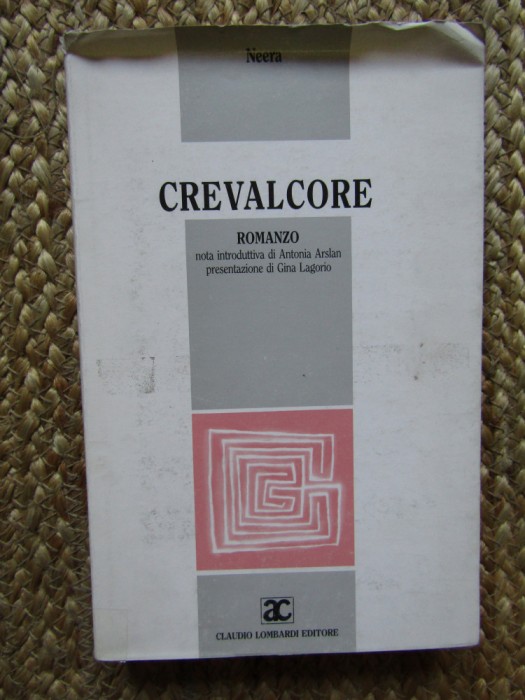 Neera
CREVALCORE
ROMANZO
nota introduttiva di Antonia Arslan
presentazione di Gina Lagorio
ac
CLAUDIO LOMBARDI EDITORE